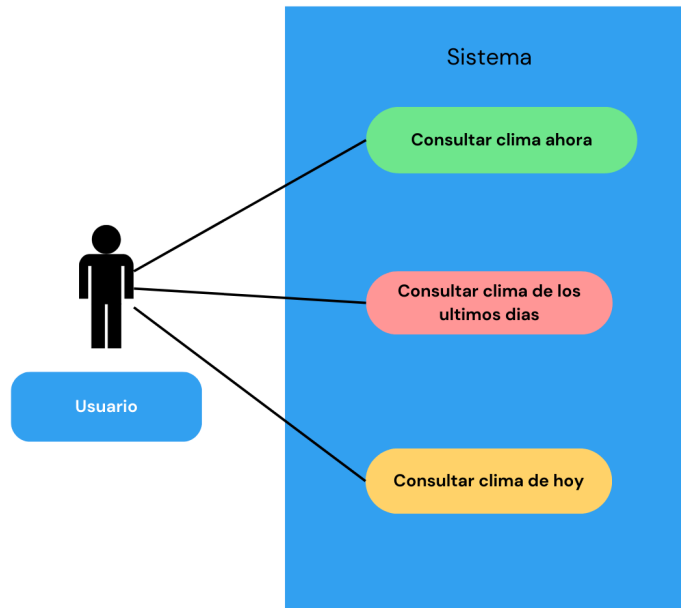 Sistema
Consultar clima ahora
Consultar clima de los
ultimos dias
Usuario
Consultar clima de hoy